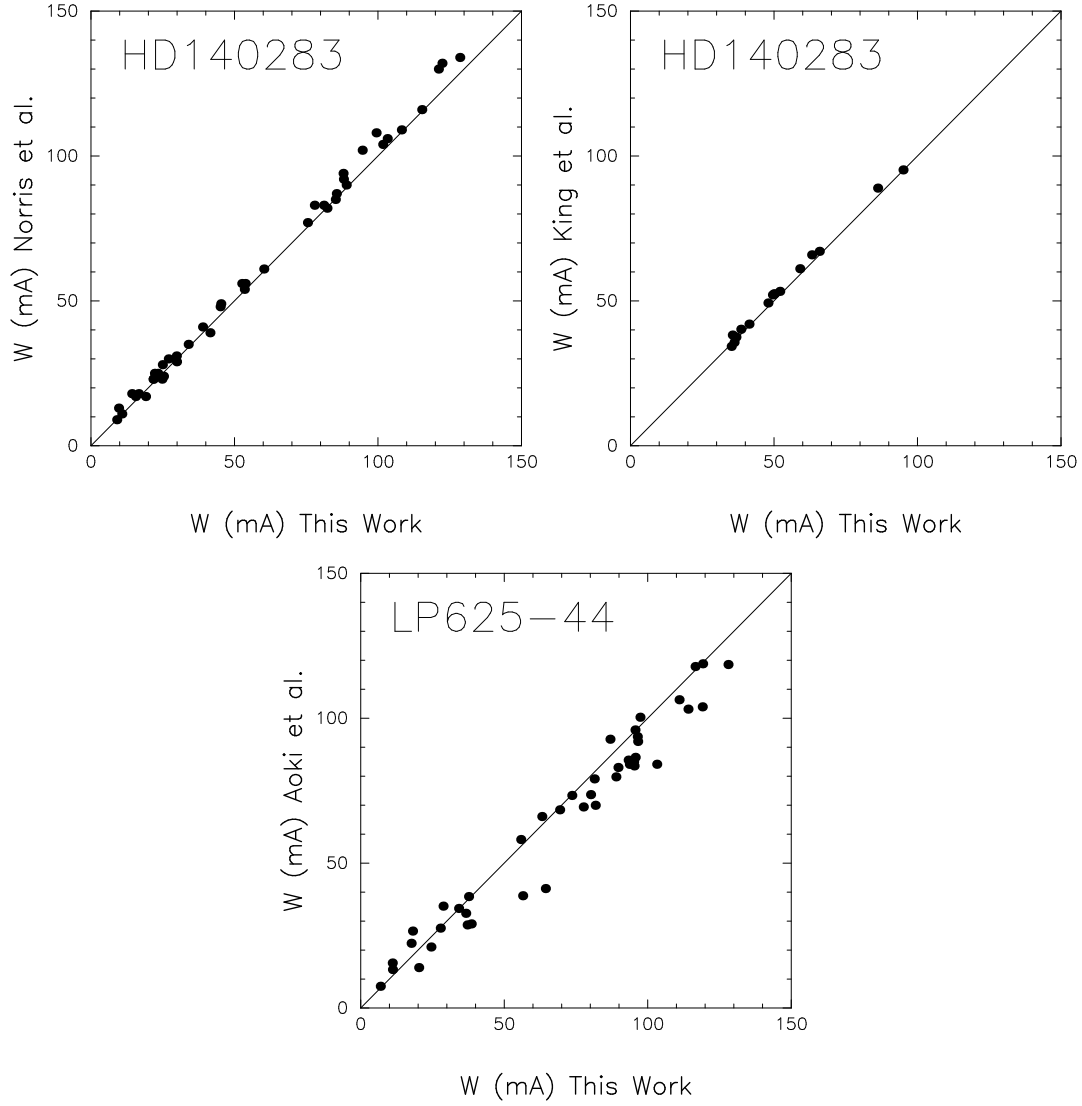 HD140283
W (mA) Norris et al.
150
100
50
0
0 50 100 150
W (mA) This Work
HD140283
W (mA) King et al.
150
100
50
0
0 50 100 150
W (mA) This Work
LP625-44
W (mA) Aoki et al.
150
100
50
0
0 50 100 150
W (mA) This Work